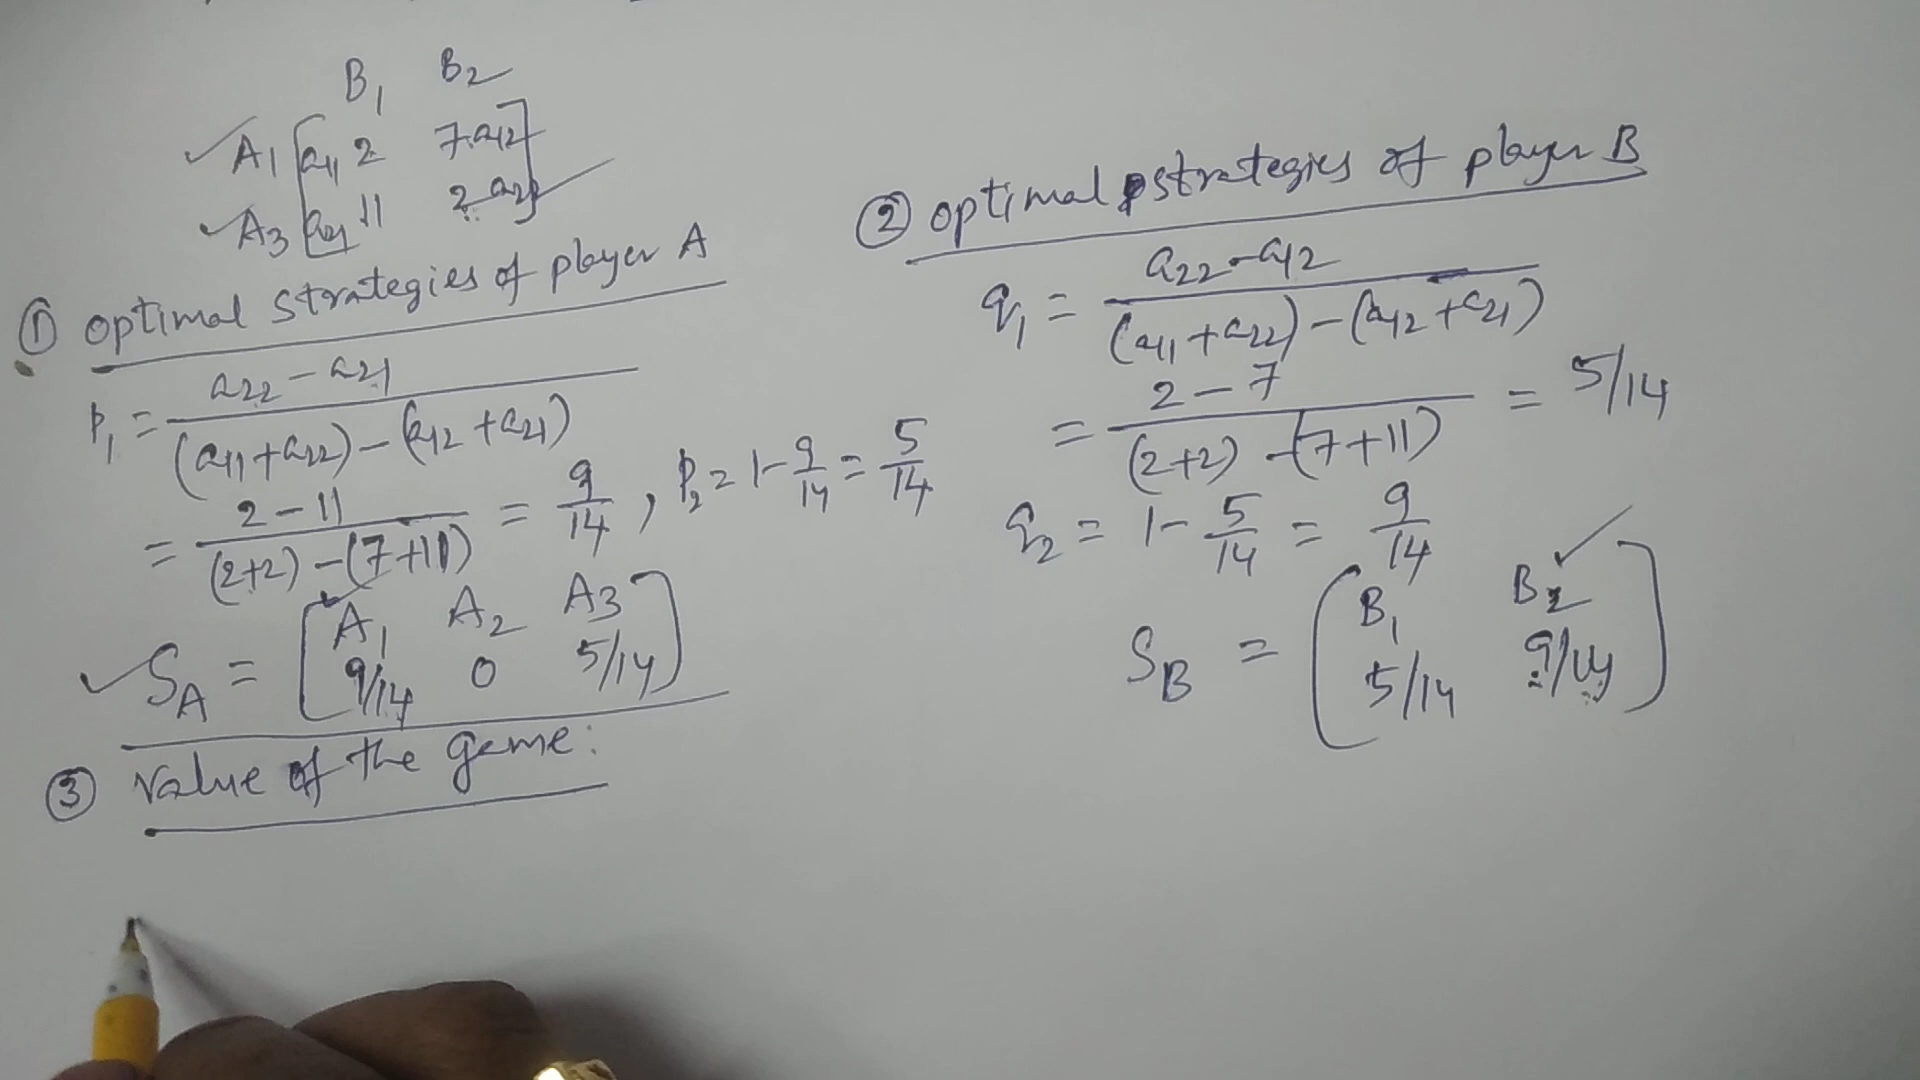 B₁ B₂
A₁ [a₁₁ 2 7 a₁₂]
A₃ [a₂₁ 11 2 a₂₂]
① optimal strategies of player A
p₁ = (a₂₂ - a₂₁) / ((a₁₁ + a₂₂) - (a₁₂ + a₂₁))
= (2 - 11) / ((2+2) - (7+11)) = 9/14 , p₂ = 1 - 9/14 = 5/14
S_A = [A₁ A₂ A₃
9/14 0 5/14]
③ Value of the game:
② optimal strategies of player B
q₁ = (a₂₂ - a₁₂) / ((a₁₁ + a₂₂) - (a₁₂ + a₂₁))
= (2 - 7) / ((2+2) - (7+11)) = 5/14
q₂ = 1 - 5/14 = 9/14
S_B = (B₁ B₂
5/14 9/14)